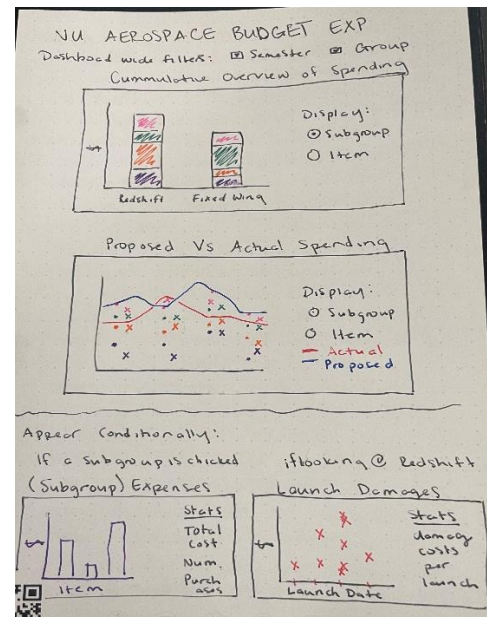 VU AEROSPACE BUDGET EXP
Dashboad wide filters: Semester Group
Cummulative Overview of Spending
Display:
Subgroup
Item
$
Redshift Fixed Wing
Proposed Vs Actual Spending
Display:
Subgroup
Item
Actual
Proposed
Appear Conditionally:
If a subgroup is clicked
(Subgroup) Expenses
Stats
Total
Cost
Num.
Purch
ases
$
Item
if looking @ Redshift
Launch Damages
Stats
damag
costs
per
launch
$
Launch Date